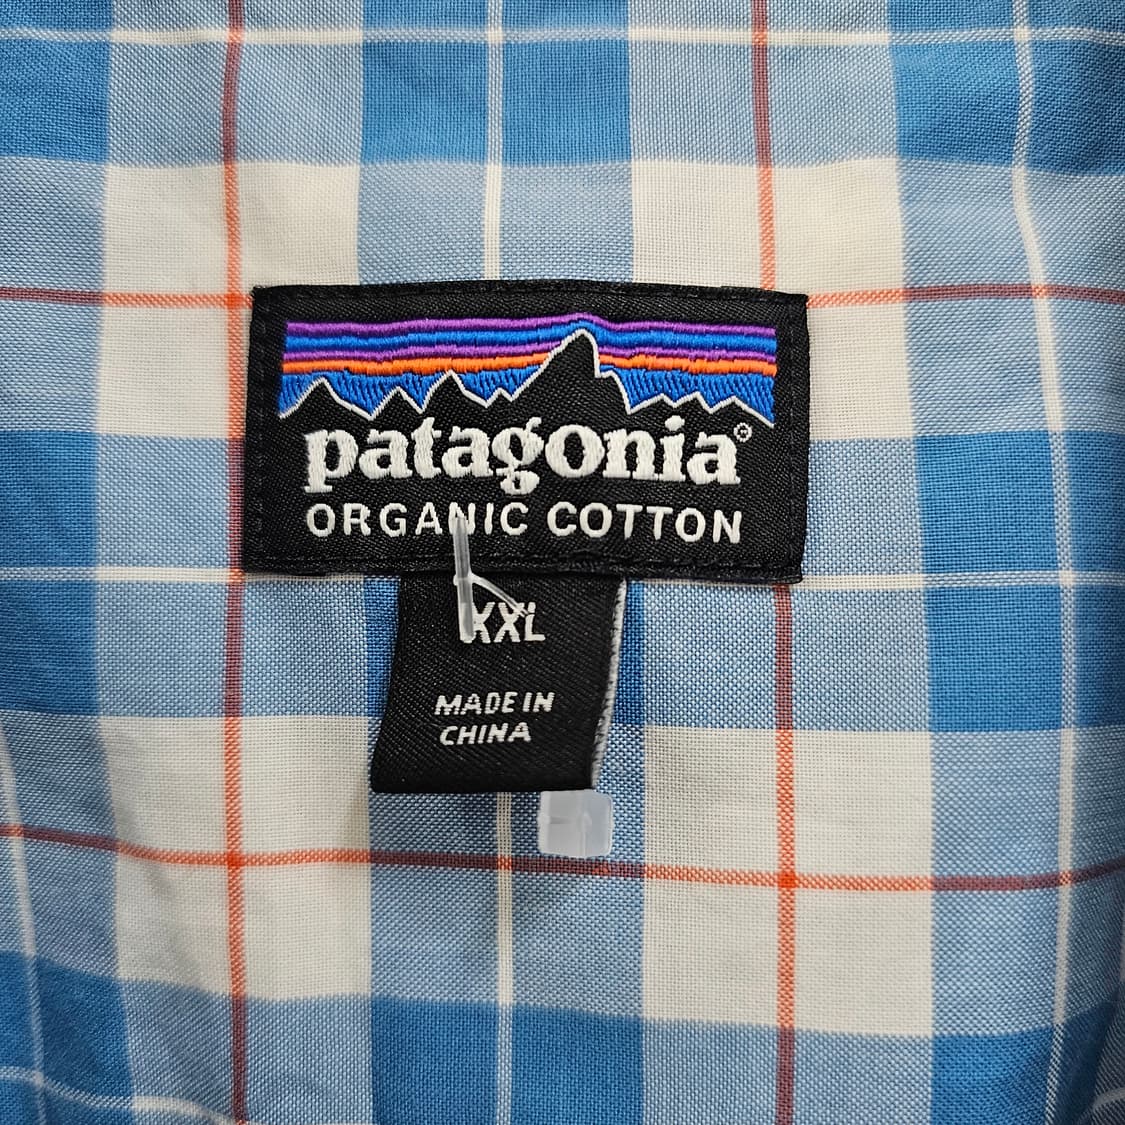 patagonia®
ORGANIC COTTON
XXL
MADE IN
CHINA